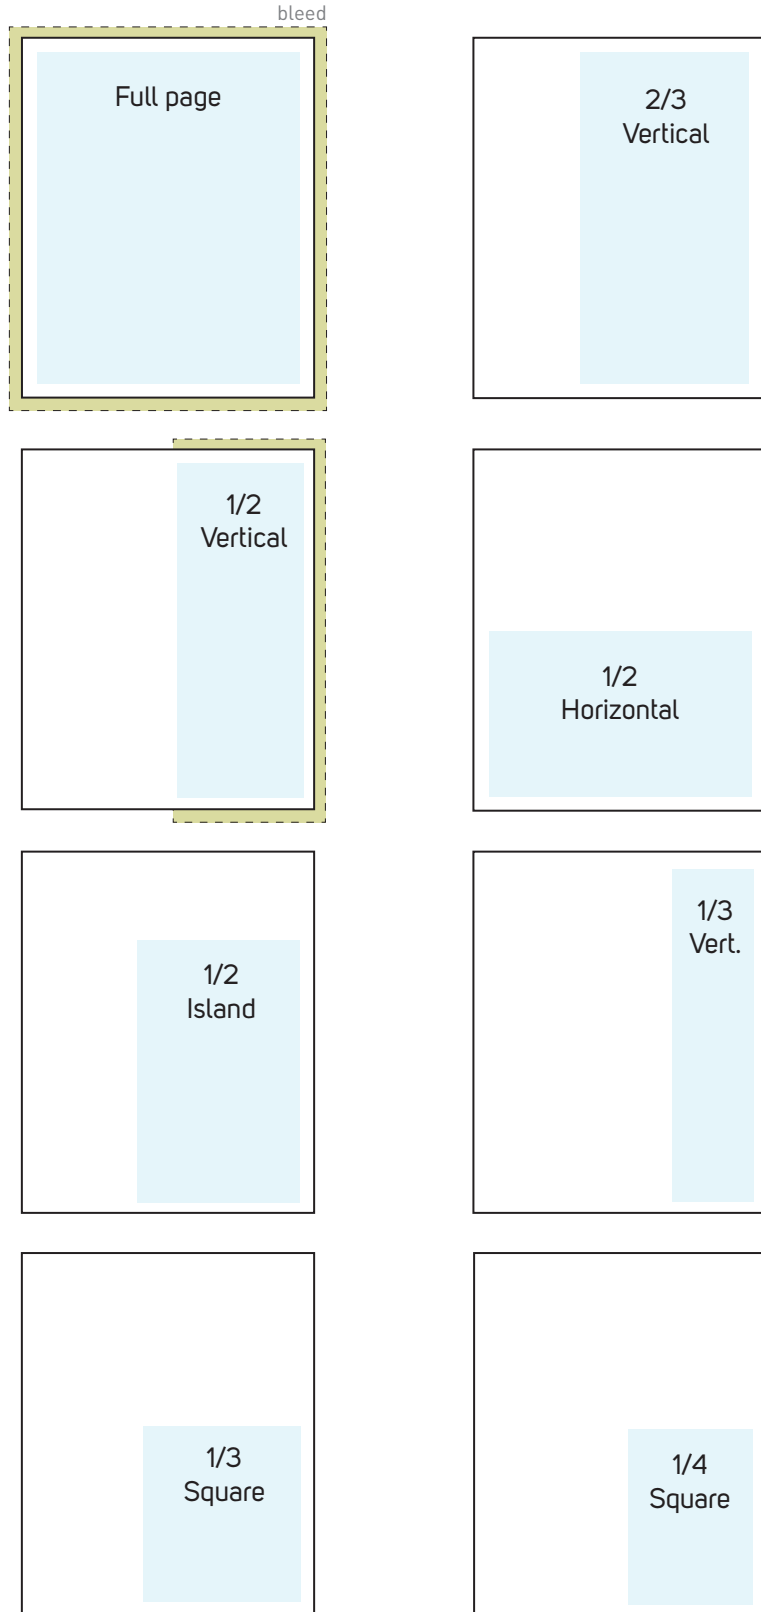 bleed
Full page
2/3
Vertical
1/2
Vertical
1/2
Horizontal
1/2
Island
1/3
Vert.
1/3
Square
1/4
Square